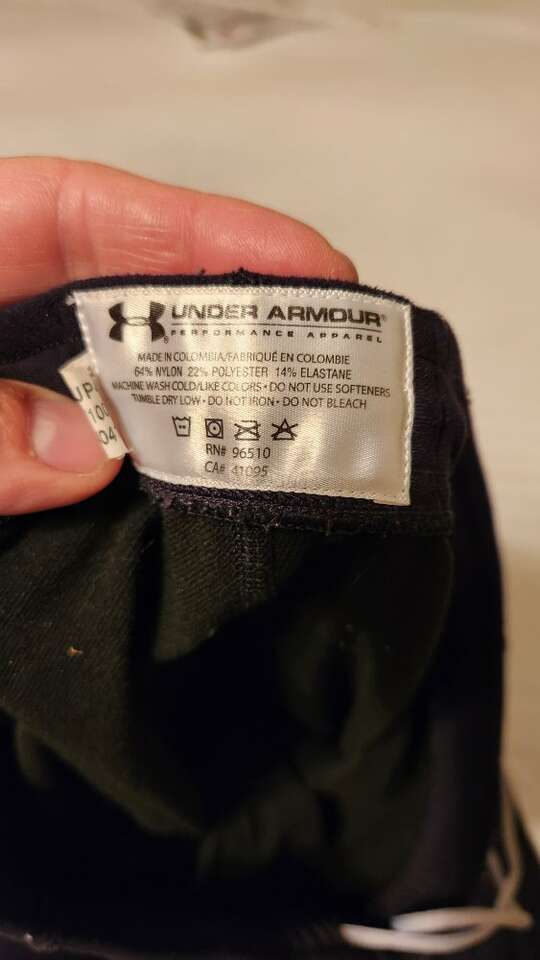 UNDER ARMOUR®
PERFORMANCE APPAREL
®
MADE IN COLOMBIA/FABRIQUÉ EN COLOMBIE
64% NYLON 22% POLYESTER 14% ELASTANE
MACHINE WASH COLD/LIKE COLORS • DO NOT USE SOFTENERS
TUMBLE DRY LOW • DO NOT IRON • DO NOT BLEACH
RN# 96510
CA# 41095